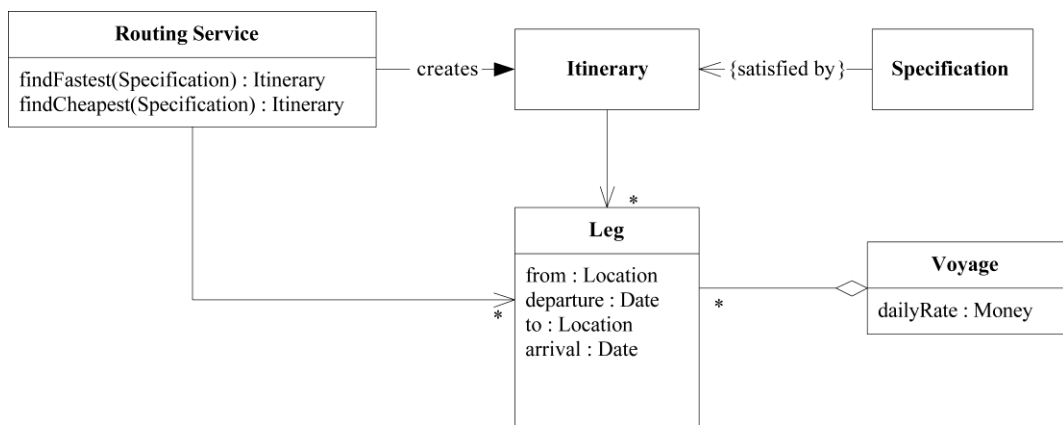 Routing Service
findFastest(Specification) : Itinerary
findCheapest(Specification) : Itinerary
creates
Itinerary
{satisfied by}
Specification
*
*
Leg
from : Location
departure : Date
to : Location
arrival : Date
*
Voyage
dailyRate : Money